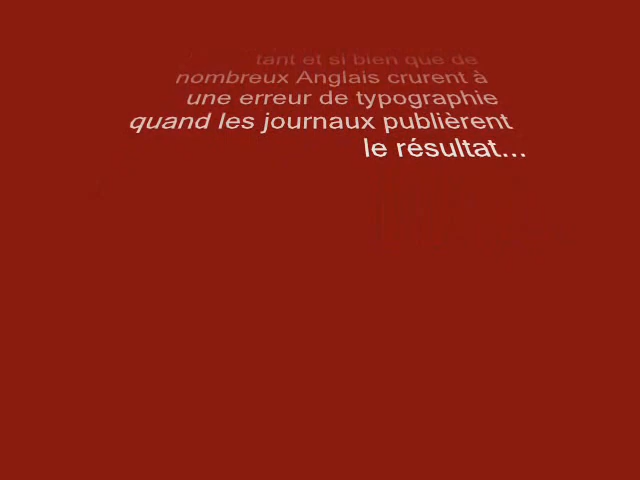 tant et si bien que de
nombreux Anglais crurent à
une erreur de typographie
quand les journaux publièrent
le résultat...